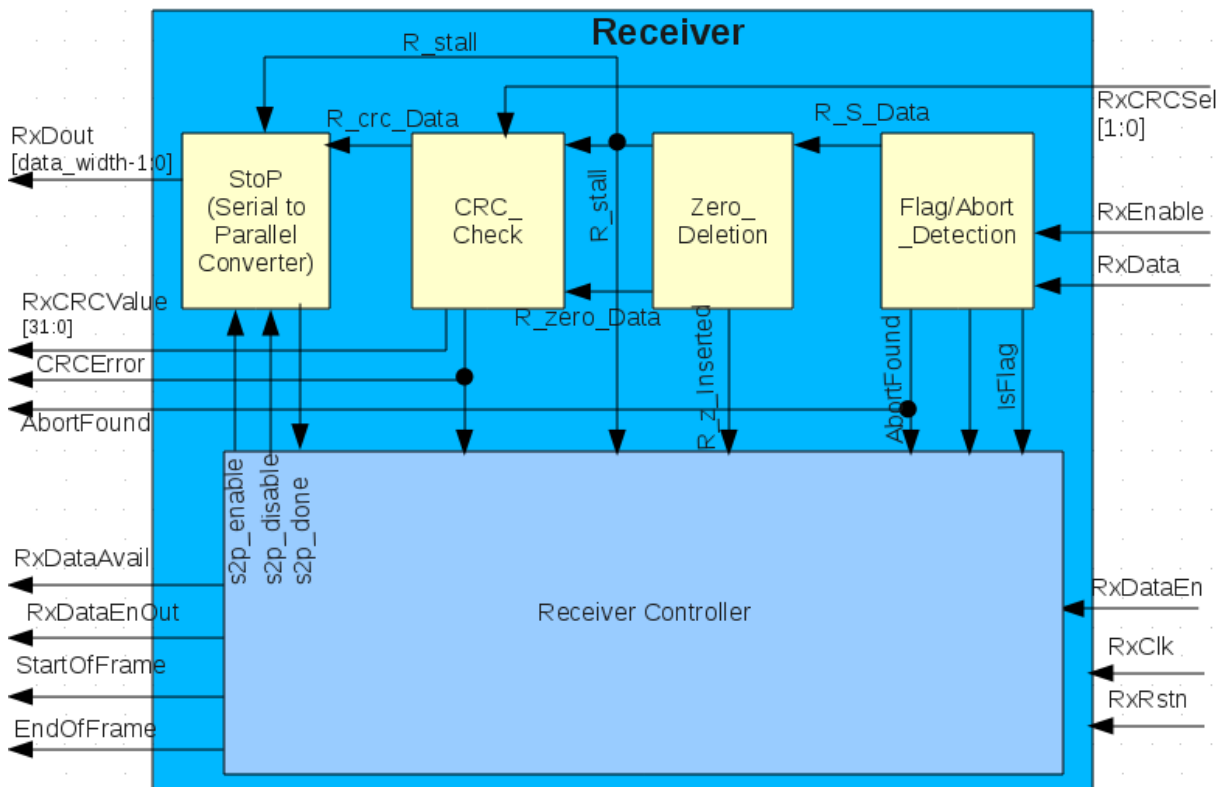 Receiver
R_stall
RxCRCSel
[1:0]
R_crc_Data
R_S_Data
RxDout
[data_width-1:0]
StoP
(Serial to
Parallel
Converter)
CRC_
Check
R_stall
Zero_
Deletion
Flag/Abort
_Detection
RxEnable
RxData
RxCRCValue
[31:0]
R_zero_Data
CRCError
AbortFound
R_z_Inserted
AbortFound
IsFlag
s2p_enable
s2p_disable
s2p_done
RxDataAvail
RxDataEnOut
StartOfFrame
EndOfFrame
Receiver Controller
RxDataEn
RxClk
RxRstn